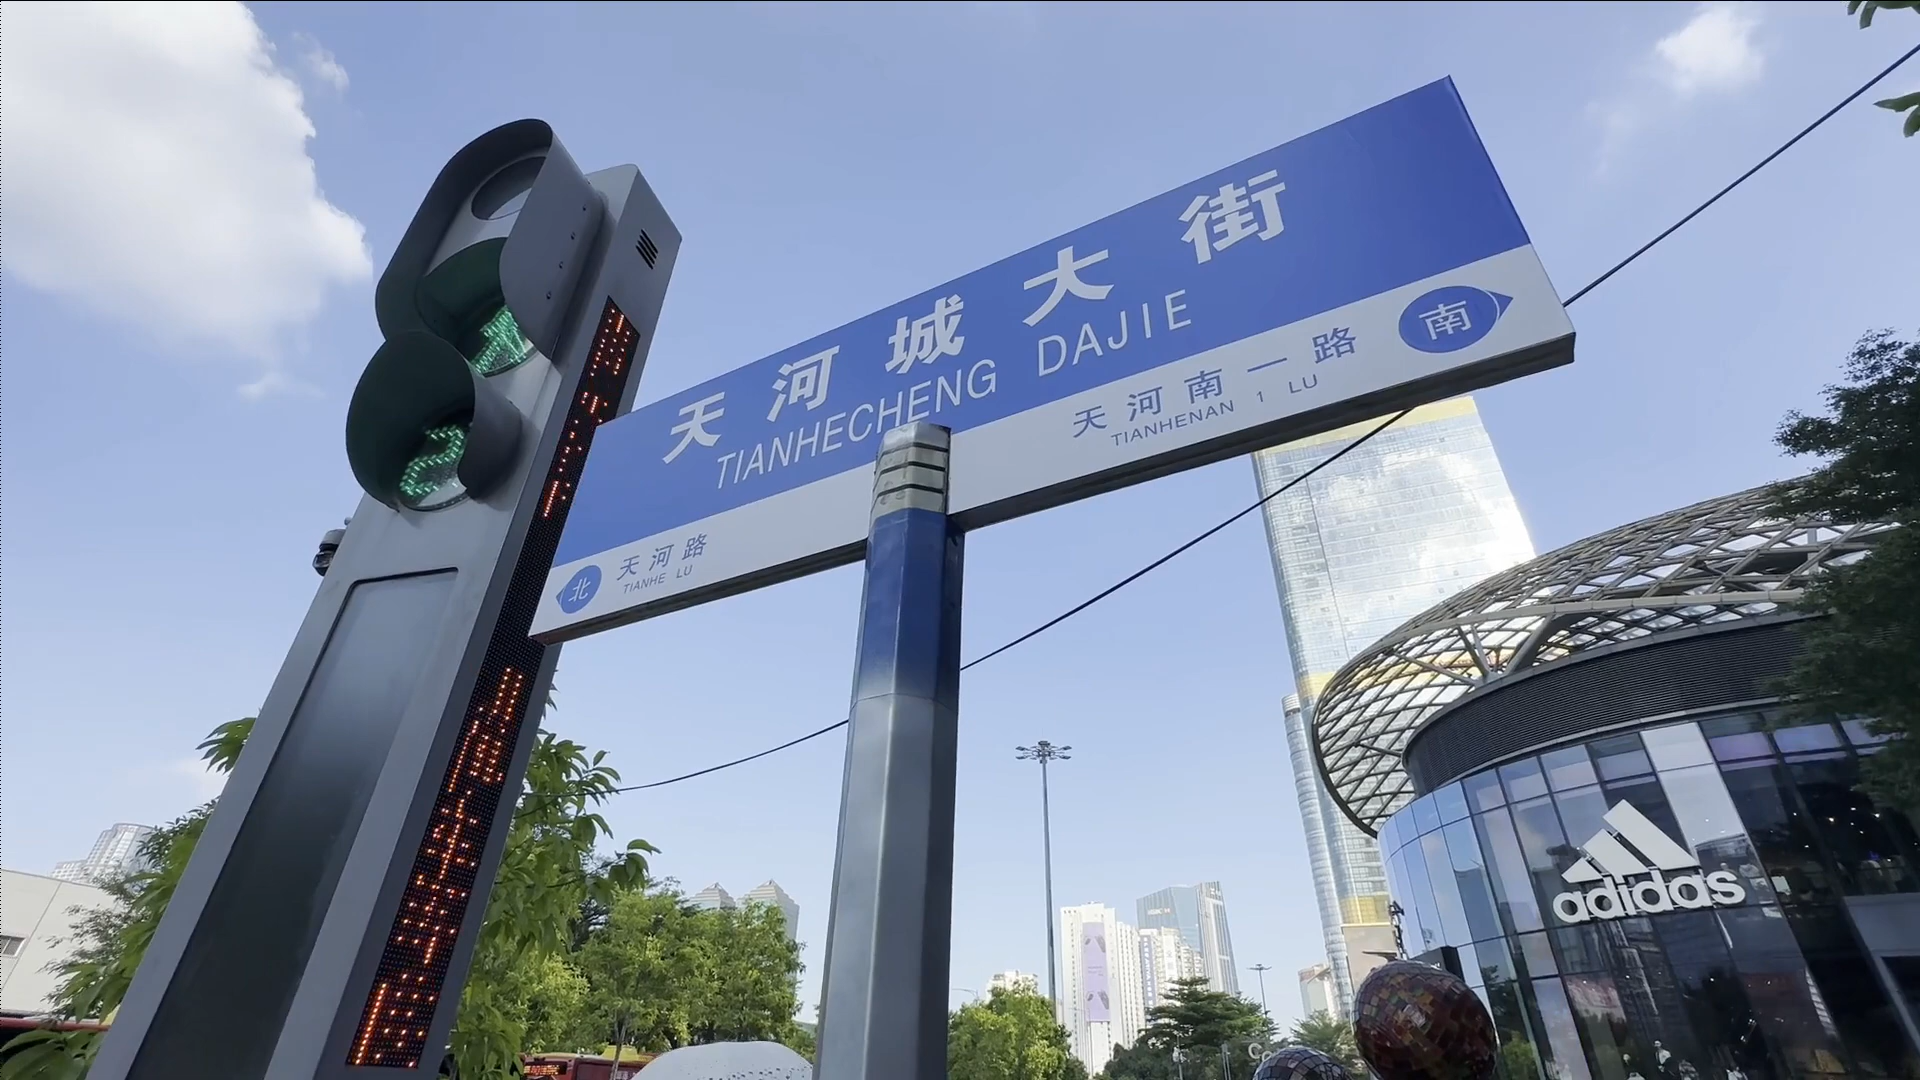 天河城大街
TIANHECHENG DAJIE
北
天河路
TIANHE LU
天河南一路
TIANHENAN 1 LU
南
adidas